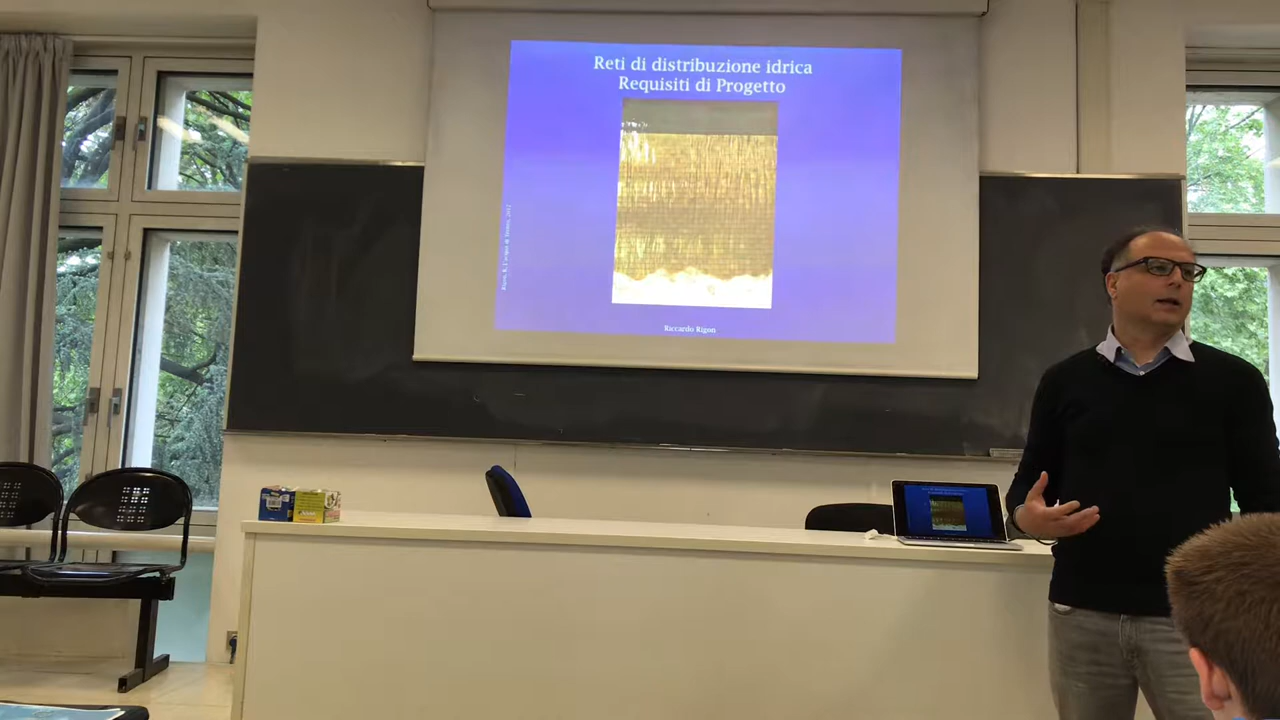 Reti di distribuzione idrica
Requisiti di Progetto
Riccardo Rigon